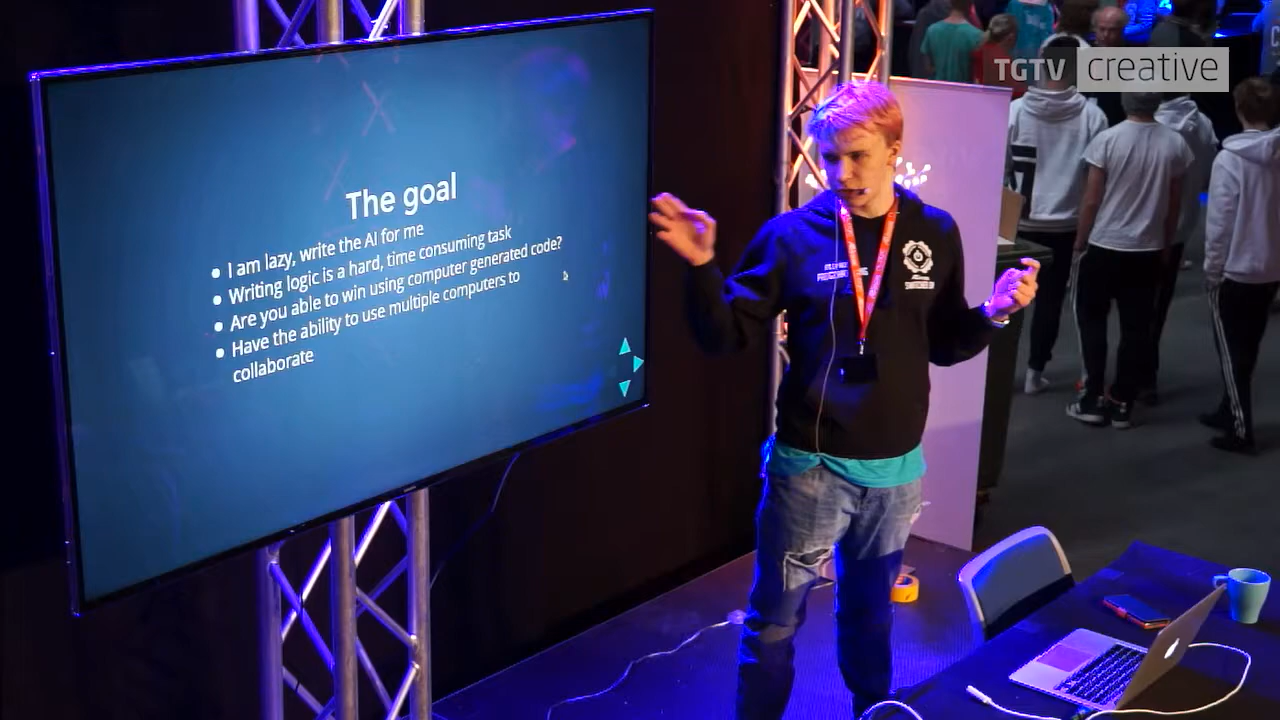 TGTV creative
The goal
I am lazy, write the AI for me
Writing logic is a hard, time consuming task
Are you able to win using computer generated code?
Have the ability to use multiple computers to
collaborate